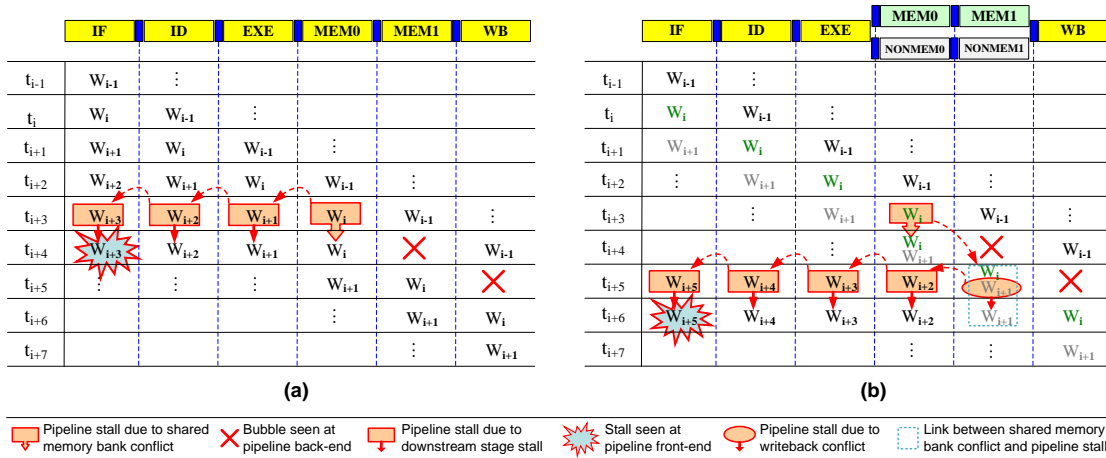 IF ID EXE MEM0 MEM1 WB
t_{i-1} W_{i-1} ⋮
t_i W_i W_{i-1} ⋮
t_{i+1} W_{i+1} W_i W_{i-1} ⋮
t_{i+2} W_{i+2} W_{i+1} W_i W_{i-1} ⋮
t_{i+3} W_{i+3} W_{i+2} W_{i+1} W_i W_{i-1} ⋮
t_{i+4} W_{i+3} W_{i+2} W_{i+1} W_i W_{i-1}
t_{i+5} ⋮ ⋮ ⋮ W_{i+1} W_i
t_{i+6} ⋮ W_{i+1} W_i
t_{i+7} ⋮ W_{i+1}
(a)
MEM0 MEM1
IF ID EXE WB
NONMEM0 NONMEM1
t_{i-1} W_{i-1} ⋮
t_i W_i W_{i-1} ⋮
t_{i+1} W_{i+1} W_i W_{i-1} ⋮
t_{i+2} ⋮ W_{i+1} W_i W_{i-1} ⋮
t_{i+3} ⋮ W_{i+1} W_i W_{i-1} ⋮
t_{i+4} ⋮ W_i W_{i-1}
W_{i+1}
W_i
t_{i+5} W_{i+5} W_{i+4} W_{i+3} W_{i+2} W_{i+1}
t_{i+6} W_{i+5} W_{i+4} W_{i+3} W_{i+2} W_{i+1} W_i
t_{i+7} ⋮ ⋮ W_{i+1}
(b)
Pipeline stall due to shared
memory bank conflict
Bubble seen at
pipeline back-end
Pipeline stall due to
downstream stage stall
Stall seen at
pipeline front-end
Pipeline stall due to
writeback conflict
Link between shared memory
bank conflict and pipeline stall